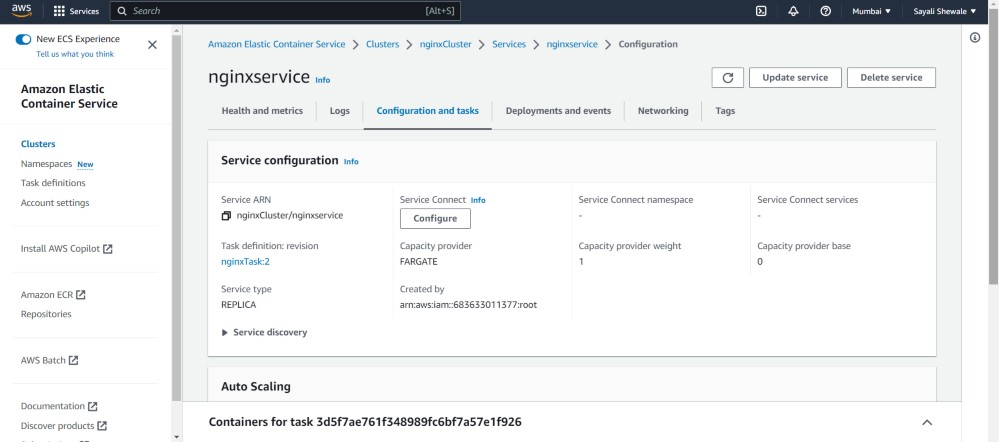 aws
Services
Search
[Alt+S]
Mumbai
Sayali Shewale
New ECS Experience
Tell us what you think
Amazon Elastic
Container Service
Clusters
Namespaces New
Task definitions
Account settings
Install AWS Copilot
Amazon ECR
Repositories
AWS Batch
Documentation
Discover products
Amazon Elastic Container Service > Clusters > nginxCluster > Services > nginxservice > Configuration
nginxservice Info
Update service
Delete service
Health and metrics
Logs
Configuration and tasks
Deployments and events
Networking
Tags
Service configuration Info
Service ARN
nginxCluster/nginxservice
Service Connect Info
Configure
Service Connect namespace
-
Service Connect services
-
Task definition: revision
nginxTask:2
Capacity provider
FARGATE
Capacity provider weight
1
Capacity provider base
0
Service type
REPLICA
Created by
arn:aws:iam::683633011377:root
Service discovery
Auto Scaling
Containers for task 3d5f7ae761f348989fc6bf7a57e1f926